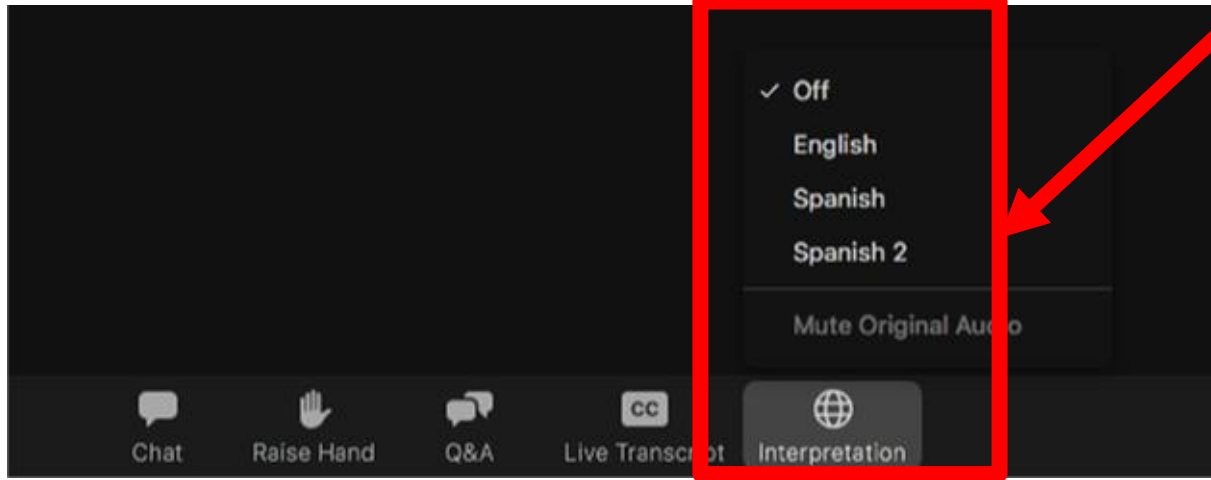 Off
English
Spanish
Spanish 2
Mute Original Audio
Chat Raise Hand Q&A CC Live Transcript Interpretation